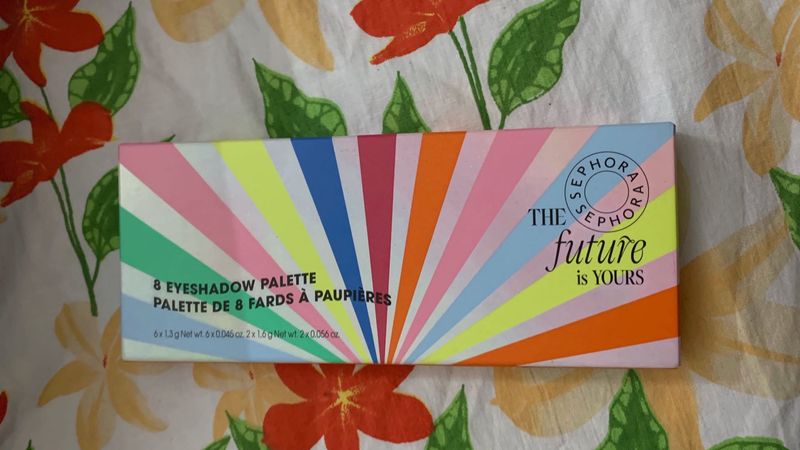 SEPHORA
SEPHORA
THE
future
is YOURS
8 EYESHADOW PALETTE
PALETTE DE 8 FARDS À PAUPIÈRES
6 x 1.3 g Net wt. 6 x 0.045 oz. 2 x 1.6 g Net wt. 2 x 0.056 oz.